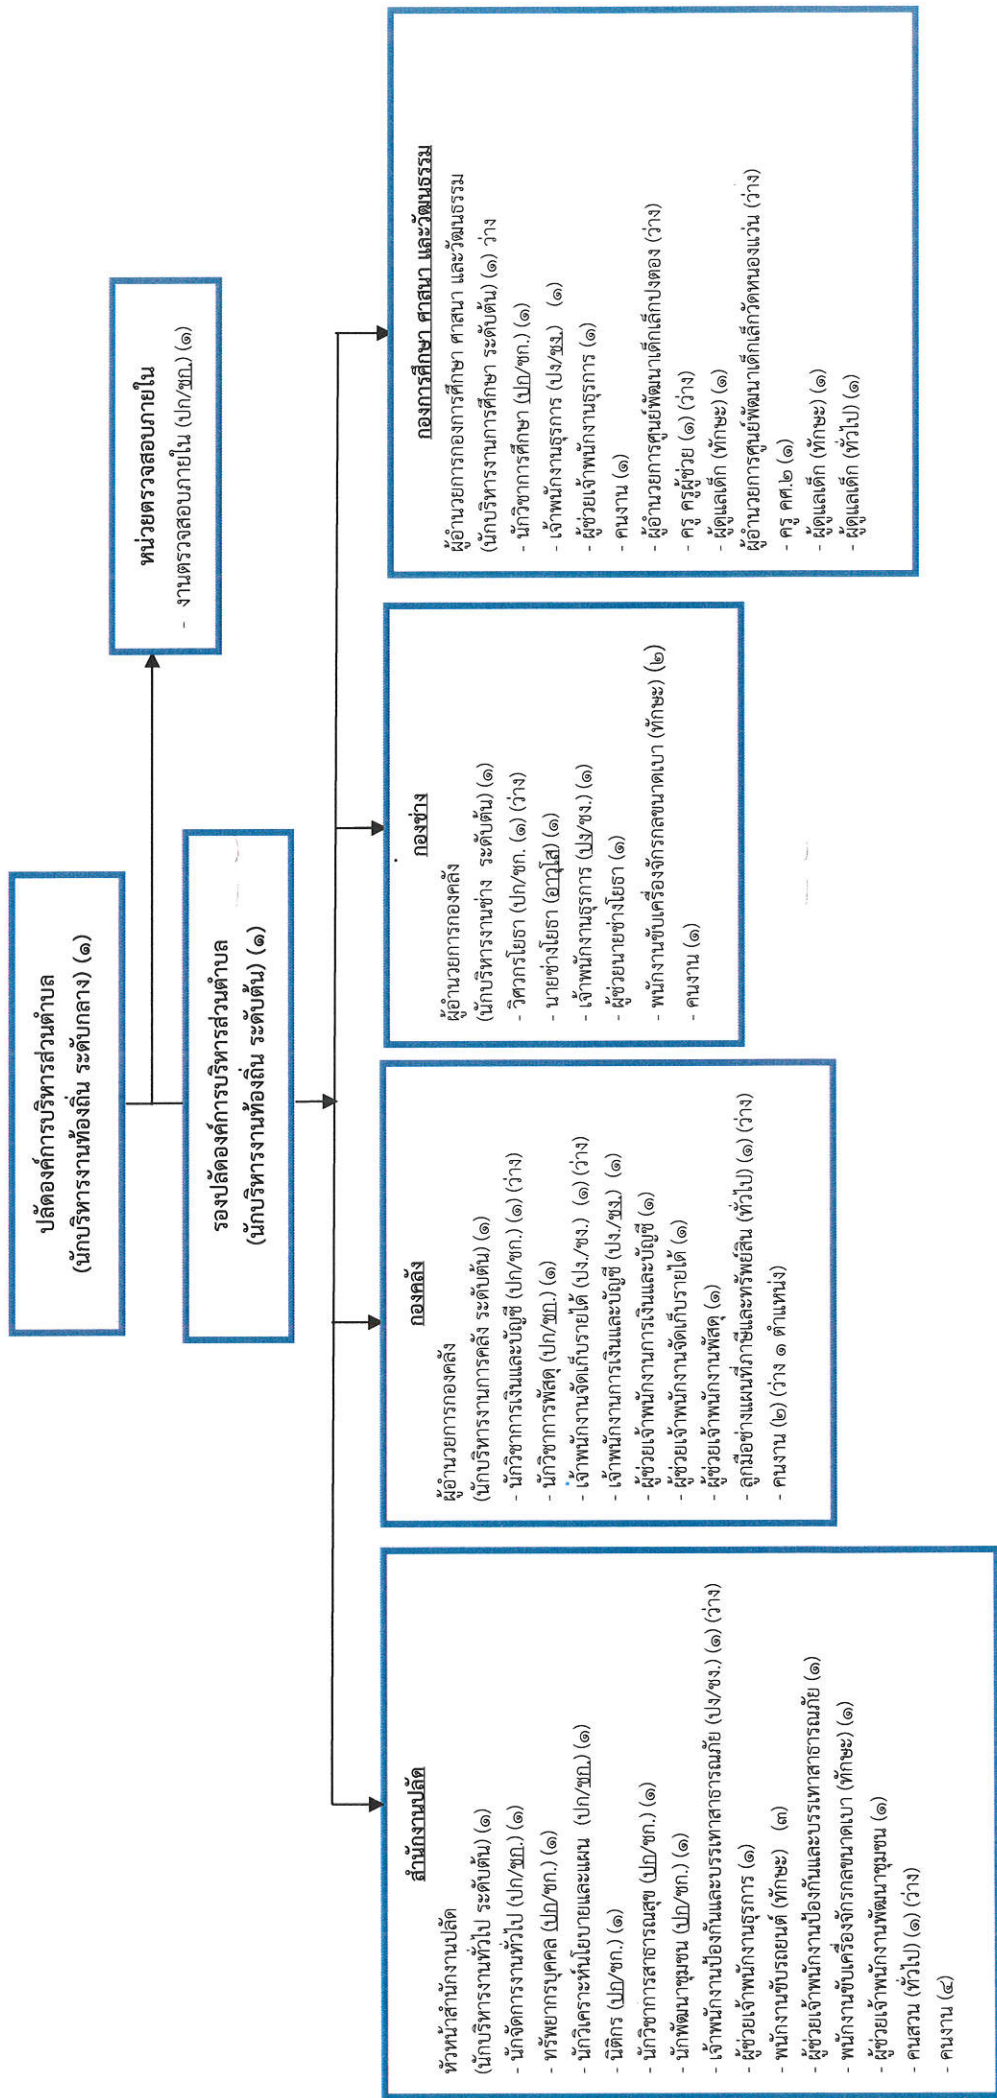 ปลัดองค์การบริหารส่วนตำบล
(นักบริหารงานท้องถิ่น ระดับกลาง) (๑)
หน่วยตรวจสอบภายใน
- งานตรวจสอบภายใน (ปก/ชก.) (๑)
รองปลัดองค์การบริหารส่วนตำบล
(นักบริหารงานท้องถิ่น ระดับต้น) (๑)
สำนักงานปลัด
หัวหน้าสำนักงานปลัด
(นักบริหารงานทั่วไป ระดับต้น) (๑)
- นักจัดการงานทั่วไป (ปก/ชก.) (๑)
- ทรัพยากรบุคคล (ปก/ชก.) (๑)
- นักวิเคราะห์นโยบายและแผน (ปก/ชก.) (๑)
- นิติกร (ปก/ชก.) (๑)
- นักวิชาการสาธารณสุข (ปก/ชก.) (๑)
- นักพัฒนาชุมชน (ปก/ชก.) (๑)
- เจ้าพนักงานป้องกันและบรรเทาสาธารณภัย (ปง/ชง.) (๑) (ว่าง)
- ผู้ช่วยเจ้าพนักงานธุรการ (๑)
- พนักงานขับรถยนต์ (ทักษะ) (๓)
- ผู้ช่วยเจ้าพนักงานป้องกันและบรรเทาสาธารณภัย (๑)
- พนักงานขับเครื่องจักรกลขนาดเบา (ทักษะ) (๑)
- ผู้ช่วยเจ้าพนักงานพัฒนาชุมชน (๑)
- คนสวน (ทั่วไป) (๑) (ว่าง)
- คนงาน (๔)
กองคลัง
ผู้อำนวยการกองคลัง
(นักบริหารงานการคลัง ระดับต้น) (๑)
- นักวิชาการเงินและบัญชี (ปก/ชก.) (๑) (ว่าง)
- นักวิชาการพัสดุ (ปก/ชก.) (๑)
- เจ้าพนักงานจัดเก็บรายได้ (ปง./ชง.) (๑) (ว่าง)
- เจ้าพนักงานการเงินและบัญชี (ปง./ชง.) (๑)
- ผู้ช่วยเจ้าพนักงานการเงินและบัญชี (๑)
- ผู้ช่วยเจ้าพนักงานจัดเก็บรายได้ (๑)
- ผู้ช่วยเจ้าพนักงานพัสดุ (๑)
- ลูกมือช่างแผนที่ภาษีและทรัพย์สิน (ทั่วไป) (๑) (ว่าง)
- คนงาน (๒) (ว่าง ๑ ตำแหน่ง)
กองช่าง
ผู้อำนวยการกองคลัง
(นักบริหารงานช่าง ระดับต้น) (๑)
- วิศวกรโยธา (ปก/ชก. (๑) (ว่าง)
- นายช่างโยธา (อาวุโส) (๑)
- เจ้าพนักงานธุรการ (ปง/ชง.) (๑)
- ผู้ช่วยนายช่างโยธา (๑)
- พนักงานขับเครื่องจักรกลขนาดเบา (ทักษะ) (๒)
- คนงาน (๑)
กองการศึกษา ศาสนา และวัฒนธรรม
ผู้อำนวยการกองการศึกษา ศาสนา และวัฒนธรรม
(นักบริหารงานการศึกษา ระดับต้น) (๑) ว่าง
- นักวิชาการศึกษา (ปก/ชก.) (๑)
- เจ้าพนักงานธุรการ (ปง/ชง.) (๑)
- ผู้ช่วยเจ้าพนักงานธุรการ (๑)
- คนงาน (๑)
- ผู้อำนวยการศูนย์พัฒนาเด็กเล็กปงตอง (ว่าง)
- ครู ครูผู้ช่วย (๑) (ว่าง)
- ผู้ดูแลเด็ก (ทักษะ) (๑)
ผู้อำนวยการศูนย์พัฒนาเด็กเล็กวัดหนองแว่น (ว่าง)
- ครู คศ.๒ (๑)
- ผู้ดูแลเด็ก (ทักษะ) (๑)
- ผู้ดูแลเด็ก (ทั่วไป) (๑)